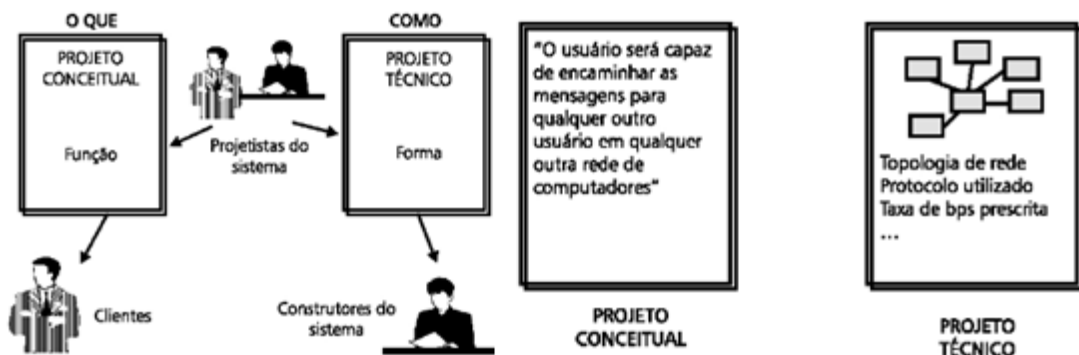 O QUE
PROJETO
CONCEITUAL
Função
Projetistas do
sistema
COMO
PROJETO
TÉCNICO
Forma
Clientes
Construtores do
sistema
"O usuário será capaz
de encaminhar as
mensagens para
qualquer outro
usuário em qualquer
outra rede de
computadores"
PROJETO
CONCEITUAL
Topologia de rede
Protocolo utilizado
Taxa de bps prescrita
...
PROJETO
TÉCNICO